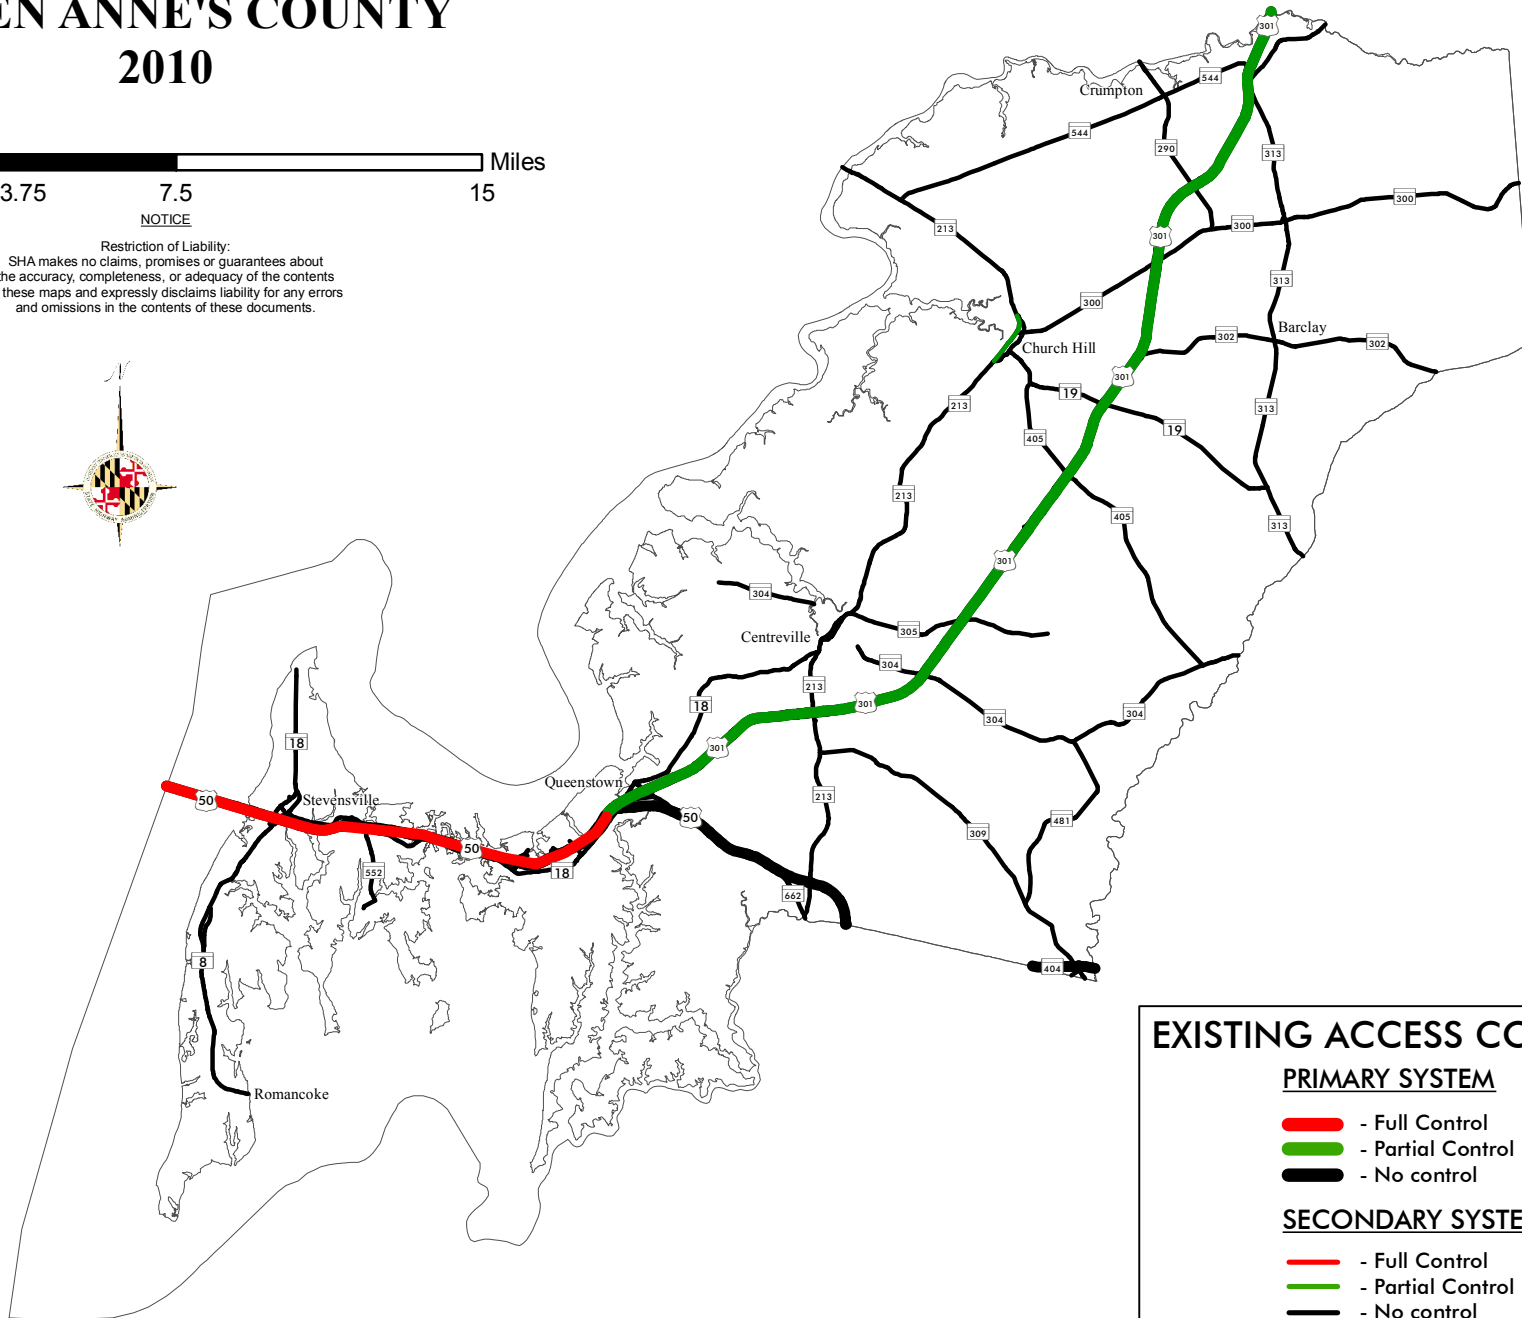 EN ANNE'S COUNTY
2010
Miles
3.75 7.5 15
NOTICE
Restriction of Liability:
SHA makes no claims, promises or guarantees about
the accuracy, completeness, or adequacy of the contents
these maps and expressly disclaims liability for any errors
and omissions in the contents of these documents.
301
544
Crumpton
544
290
313
300
213
300
301
313
300
Barclay
302
302
Church Hill
301
19
213
313
19
405
213
405
313
301
304
305
Centreville
304
213
18
301
304
304
18
301
Queenstown
213
50
Stevensville
50
481
309
50
552
18
662
8
404
Romancoke
EXISTING ACCESS CO
PRIMARY SYSTEM
- Full Control
- Partial Control
- No control
SECONDARY SYSTE
- Full Control
- Partial Control
- No control